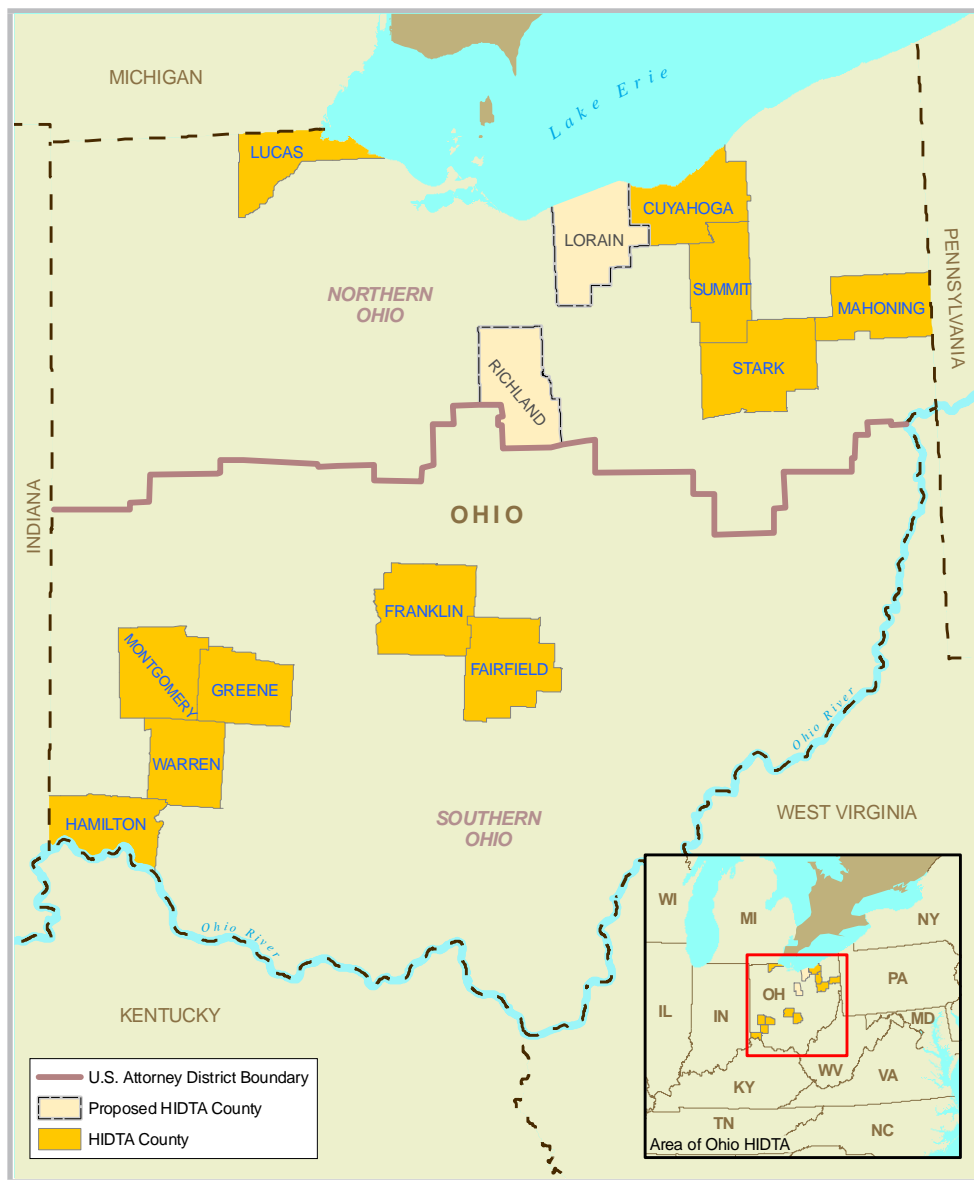 MICHIGAN
Lake Erie
LUCAS
CUYAHOGA
LORAIN
PENNSYLVANIA
NORTHERN
OHIO
SUMMIT
MAHONING
STARK
RICHLAND
INDIANA
OHIO
FRANKLIN
MONTGOMERY
GREENE
FAIRFIELD
Ohio River
WARREN
HAMILTON
SOUTHERN
OHIO
WEST VIRGINIA
Ohio River
KENTUCKY
U.S. Attorney District Boundary
Proposed HIDTA County
HIDTA County
WI
MI
NY
OH
PA
IL
IN
MD
WV
KY
VA
TN
NC
Area of Ohio HIDTA